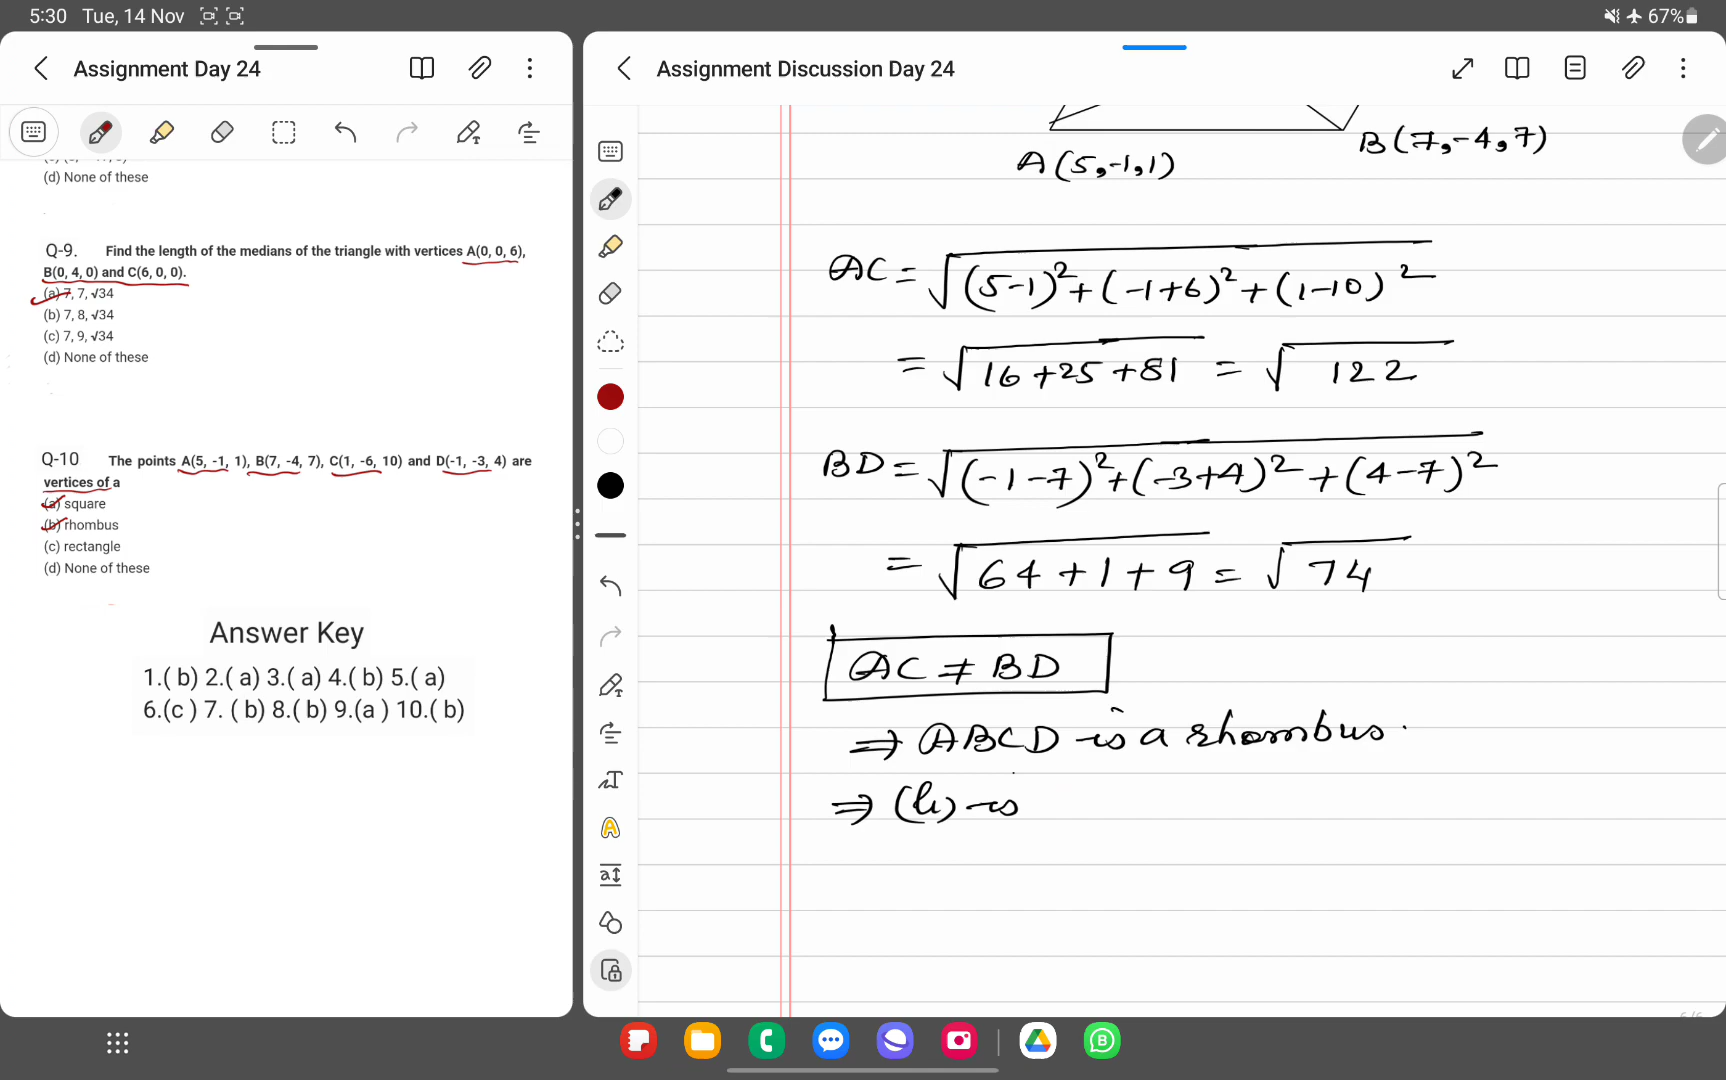 5:30 Tue, 14 Nov
67%
Assignment Day 24
(d) None of these
Q-9. Find the length of the medians of the triangle with vertices A(0, 0, 6),
B(0, 4, 0) and C(6, 0, 0).
(a) 7, 7, √34
(b) 7, 8, √34
(c) 7, 9, √34
(d) None of these
Q-10 The points A(5, -1, 1), B(7, -4, 7), C(1, -6, 10) and D(-1, -3, 4) are
vertices of a
(a) square
(b) rhombus
(c) rectangle
(d) None of these
Answer Key
1.( b) 2.( a) 3.( a) 4.( b) 5.( a)
6.(c ) 7. ( b) 8.( b) 9.(a ) 10.( b)
Assignment Discussion Day 24
B(7,-4,7)
A(5,-1,1)
AC = √(5-1)²+(-1+6)²+(1-10)²
= √16+25+81 = √122
BD = √(-1-7)²+(-3+4)²+(4-7)²
= √64+1+9 = √74
AC ≠ BD
⇒ ABCD is a rhombus.
⇒ (b) is